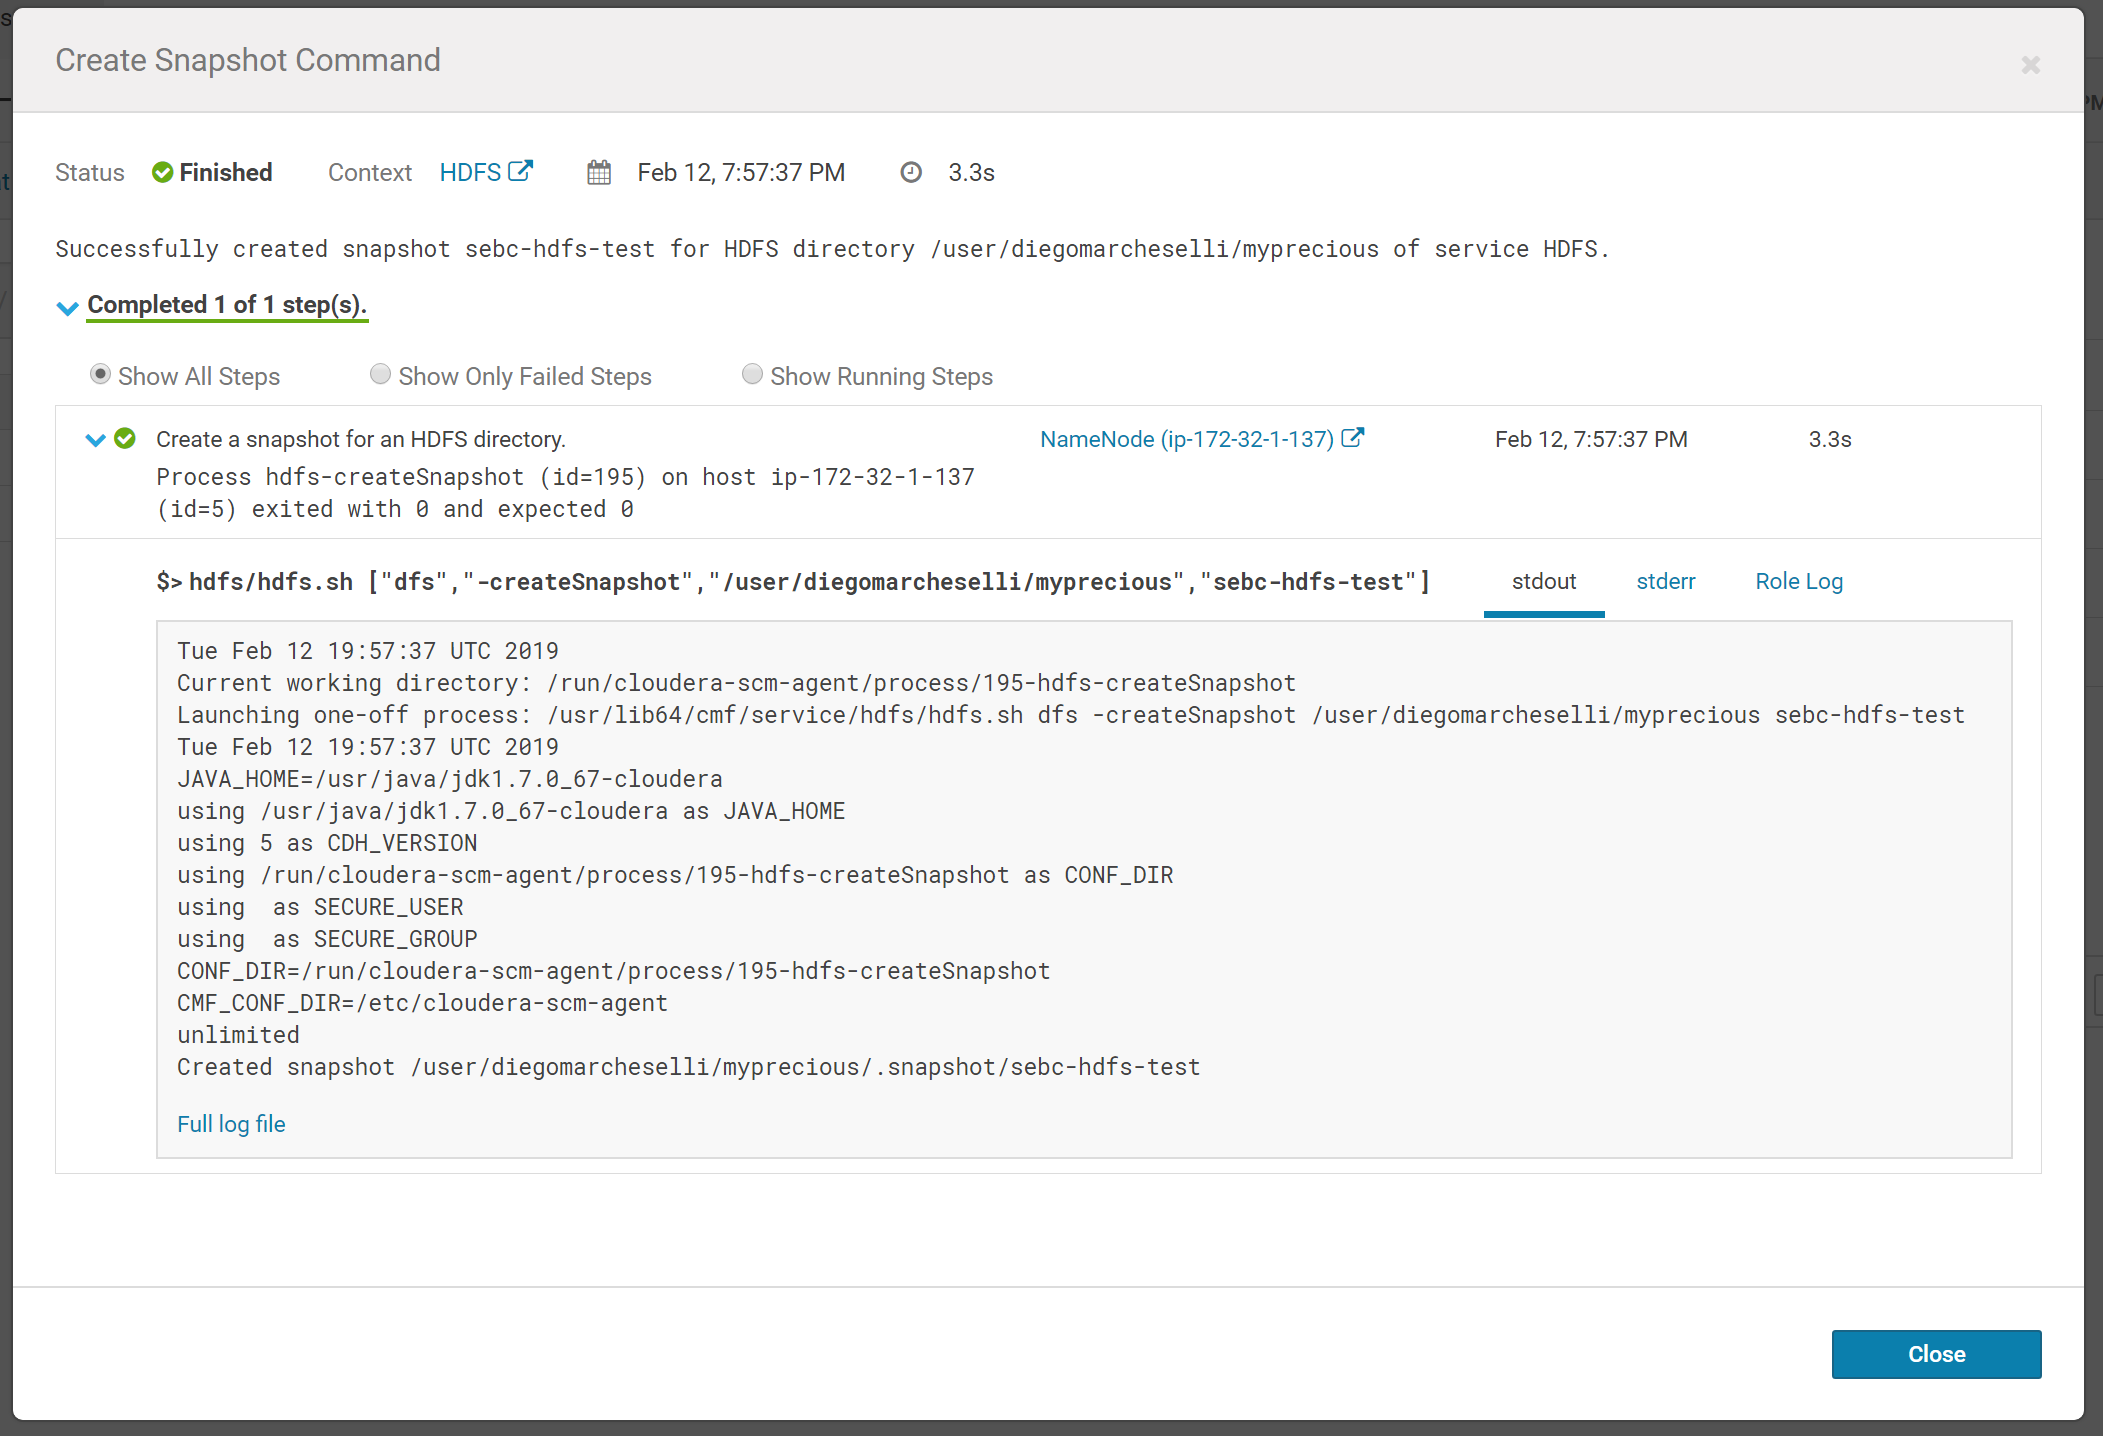 Create Snapshot Command
Status Finished Context HDFS Feb 12, 7:57:37 PM 3.3s
Successfully created snapshot sebc-hdfs-test for HDFS directory /user/diegomarcheselli/myprecious of service HDFS.
Completed 1 of 1 step(s).
Show All Steps Show Only Failed Steps Show Running Steps
Create a snapshot for an HDFS directory. NameNode (ip-172-32-1-137) Feb 12, 7:57:37 PM 3.3s
Process hdfs-createSnapshot (id=195) on host ip-172-32-1-137
(id=5) exited with 0 and expected 0
$> hdfs/hdfs.sh ["dfs","-createSnapshot","/user/diegomarcheselli/myprecious","sebc-hdfs-test"] stdout stderr Role Log
Tue Feb 12 19:57:37 UTC 2019
Current working directory: /run/cloudera-scm-agent/process/195-hdfs-createSnapshot
Launching one-off process: /usr/lib64/cmf/service/hdfs/hdfs.sh dfs -createSnapshot /user/diegomarcheselli/myprecious sebc-hdfs-test
Tue Feb 12 19:57:37 UTC 2019
JAVA_HOME=/usr/java/jdk1.7.0_67-cloudera
using /usr/java/jdk1.7.0_67-cloudera as JAVA_HOME
using 5 as CDH_VERSION
using /run/cloudera-scm-agent/process/195-hdfs-createSnapshot as CONF_DIR
using  as SECURE_USER
using  as SECURE_GROUP
CONF_DIR=/run/cloudera-scm-agent/process/195-hdfs-createSnapshot
CMF_CONF_DIR=/etc/cloudera-scm-agent
unlimited
Created snapshot /user/diegomarcheselli/myprecious/.snapshot/sebc-hdfs-test
Full log file
Close